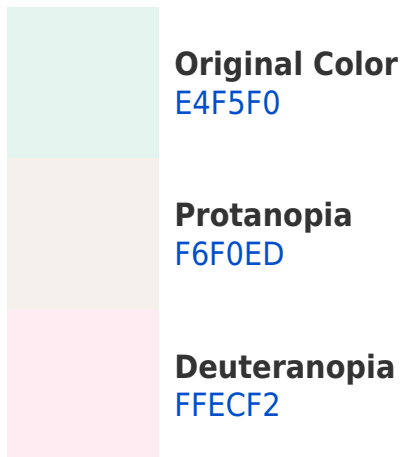 Original Color
E4F5F0
Protanopia
F6F0ED
Deuteranopia
FFECF2